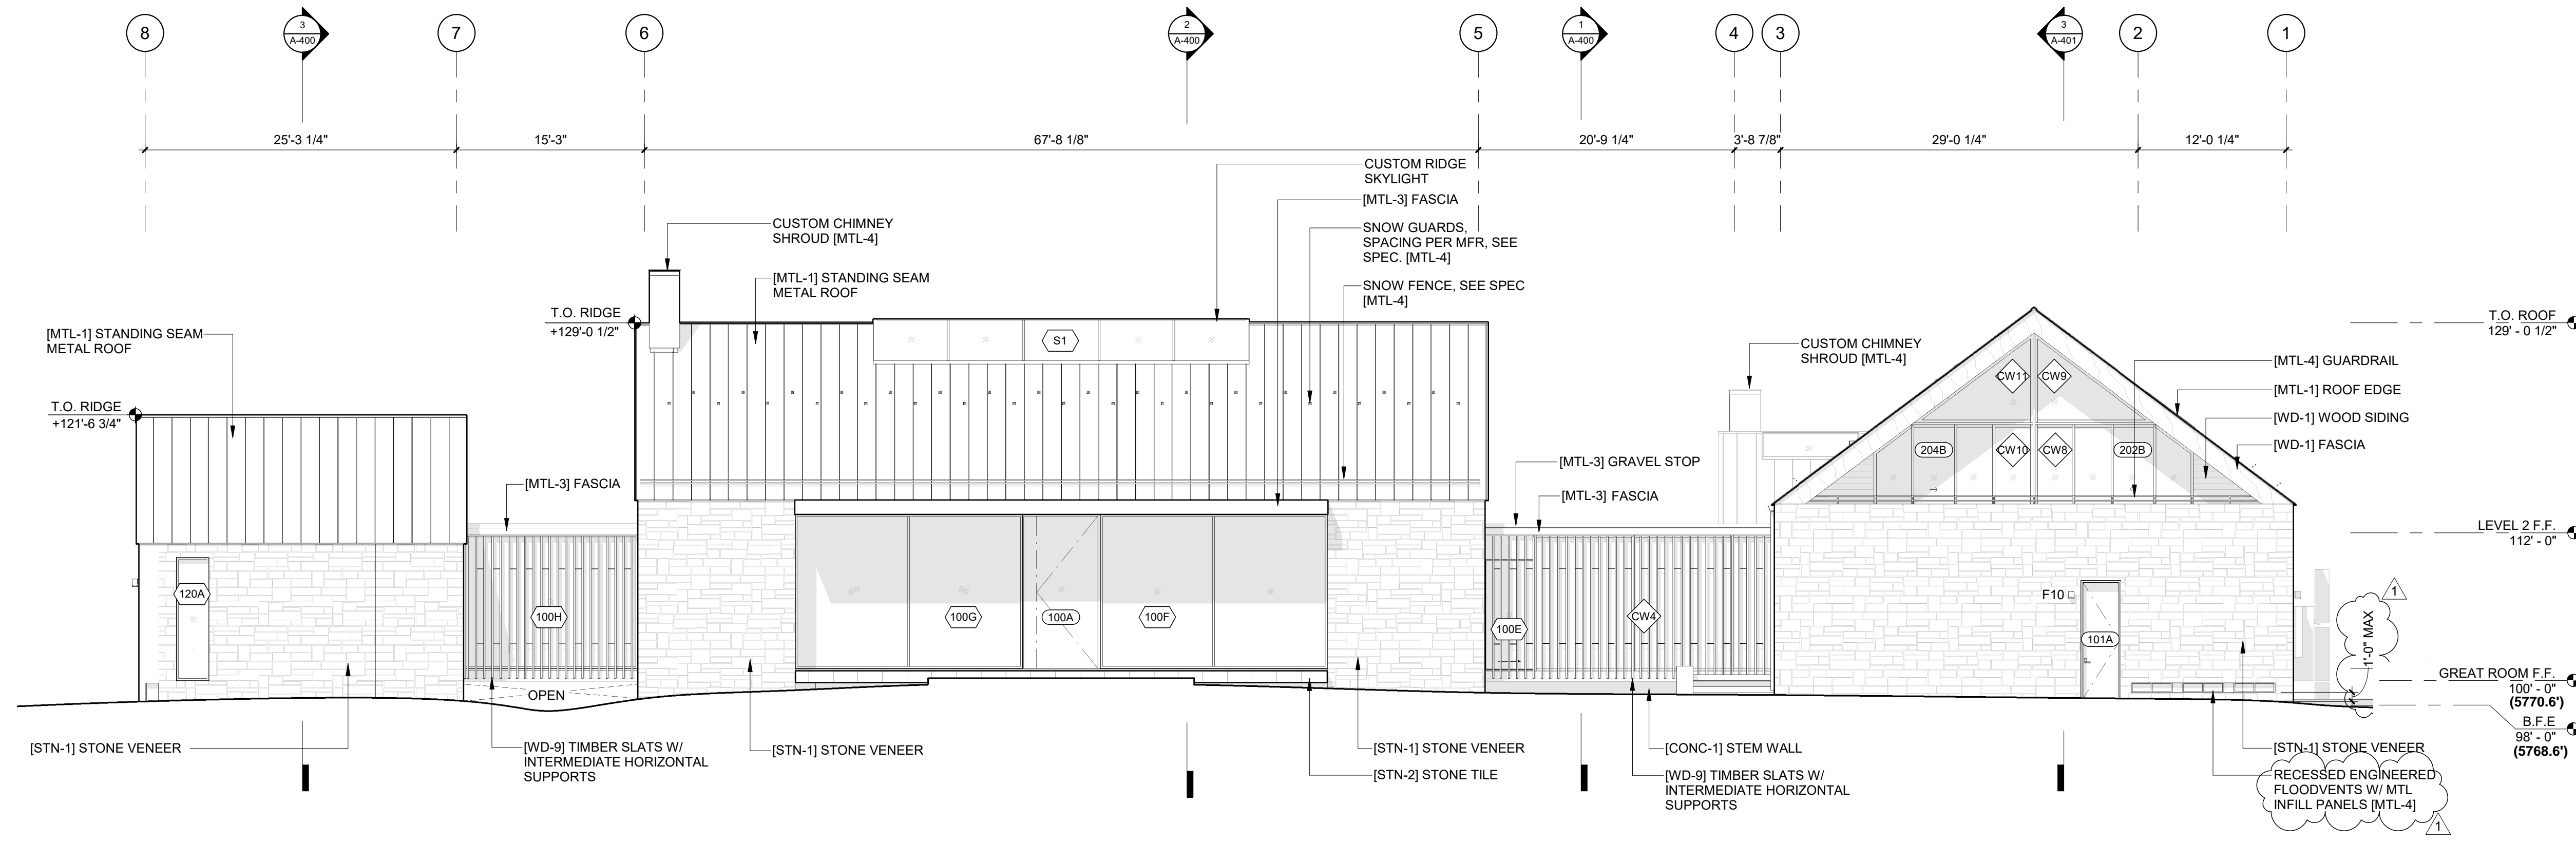 8
3
A-400
7
6
2
A-400
5
1
A-400
4
3
3
A-401
2
1
25'-3 1/4"
15'-3"
67'-8 1/8"
20'-9 1/4"
3'-8 7/8"
29'-0 1/4"
12'-0 1/4"
CUSTOM RIDGE
SKYLIGHT
[MTL-3] FASCIA
SNOW GUARDS,
SPACING PER MFR, SEE
SPEC. [MTL-4]
SNOW FENCE, SEE SPEC
[MTL-4]
CUSTOM CHIMNEY
SHROUD [MTL-4]
[MTL-1] STANDING SEAM
METAL ROOF
T.O. RIDGE
+129'-0 1/2"
[MTL-1] STANDING SEAM
METAL ROOF
T.O. RIDGE
+121'-6 3/4"
S1
CUSTOM CHIMNEY
SHROUD [MTL-4]
T.O. ROOF
129' - 0 1/2"
[MTL-4] GUARDRAIL
[MTL-1] ROOF EDGE
[WD-1] WOOD SIDING
[WD-1] FASCIA
CW11
CW9
204B
CW10
CW8
202B
[MTL-3] FASCIA
[MTL-3] GRAVEL STOP
[MTL-3] FASCIA
LEVEL 2 F.F.
112' - 0"
120A
100H
100G
100A
100F
100E
CW4
F10
101A
1
1'-0" MAX
OPEN
GREAT ROOM F.F.
100' - 0"
(5770.6')
B.F.E
98' - 0"
(5768.6')
[STN-1] STONE VENEER
[WD-9] TIMBER SLATS W/
INTERMEDIATE HORIZONTAL
SUPPORTS
[STN-1] STONE VENEER
[STN-1] STONE VENEER
[STN-2] STONE TILE
[CONC-1] STEM WALL
[WD-9] TIMBER SLATS W/
INTERMEDIATE HORIZONTAL
SUPPORTS
[STN-1] STONE VENEER
RECESSED ENGINEERED
FLOODVENTS W/ MTL
INFILL PANELS [MTL-4]
1